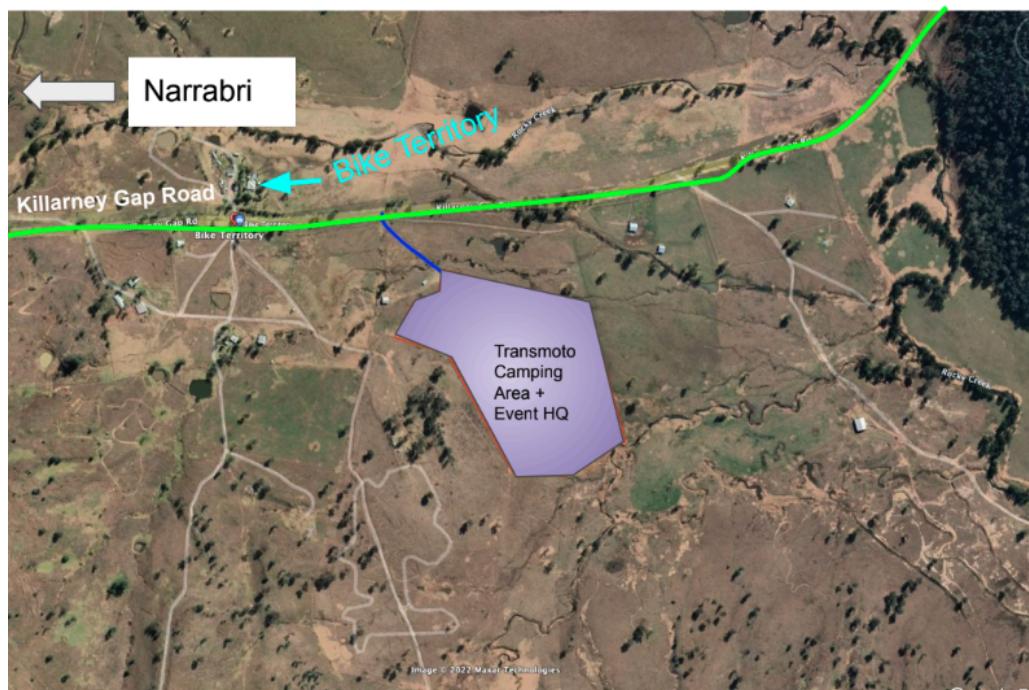 Narrabri
Bike Territory
Rocky Creek
Killarney Gap Road
Bike Territory
Transmoto
Camping
Area +
Event HQ
Rocky Creek
Image © 2022 Maxar Technologies